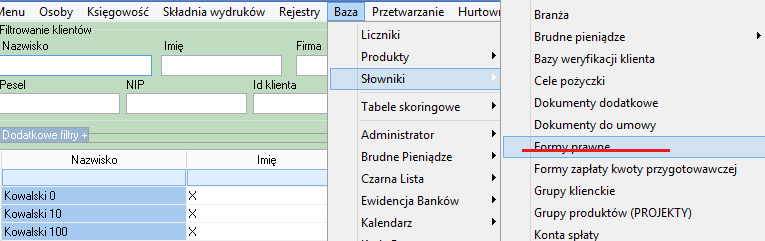 Menu Osoby Księgowość Składnia wydruków Rejestry Baza Przetwarzanie
Filtrowanie klientów
Nazwisko Imię Firma
Pesel NIP Id klienta
Dodatkowe filtry +
Nazwisko Imię
Kowalski 0 X
Kowalski 10 X
Kowalski 100 X
Liczniki
Produkty
Słowniki
Tabele skoringowe
Administrator
Brudne Pieniądze
Czarna Lista
Ewidencja Banków
Kalendarz
Branża
Brudne pieniądze
Bazy weryfikacji klienta
Cele pożyczki
Dokumenty dodatkowe
Dokumenty do umowy
Formy prawne
Formy zapłaty kwoty przygotowawczej
Grupy klienckie
Grupy produktów (PROJEKTY)
Konta spłaty